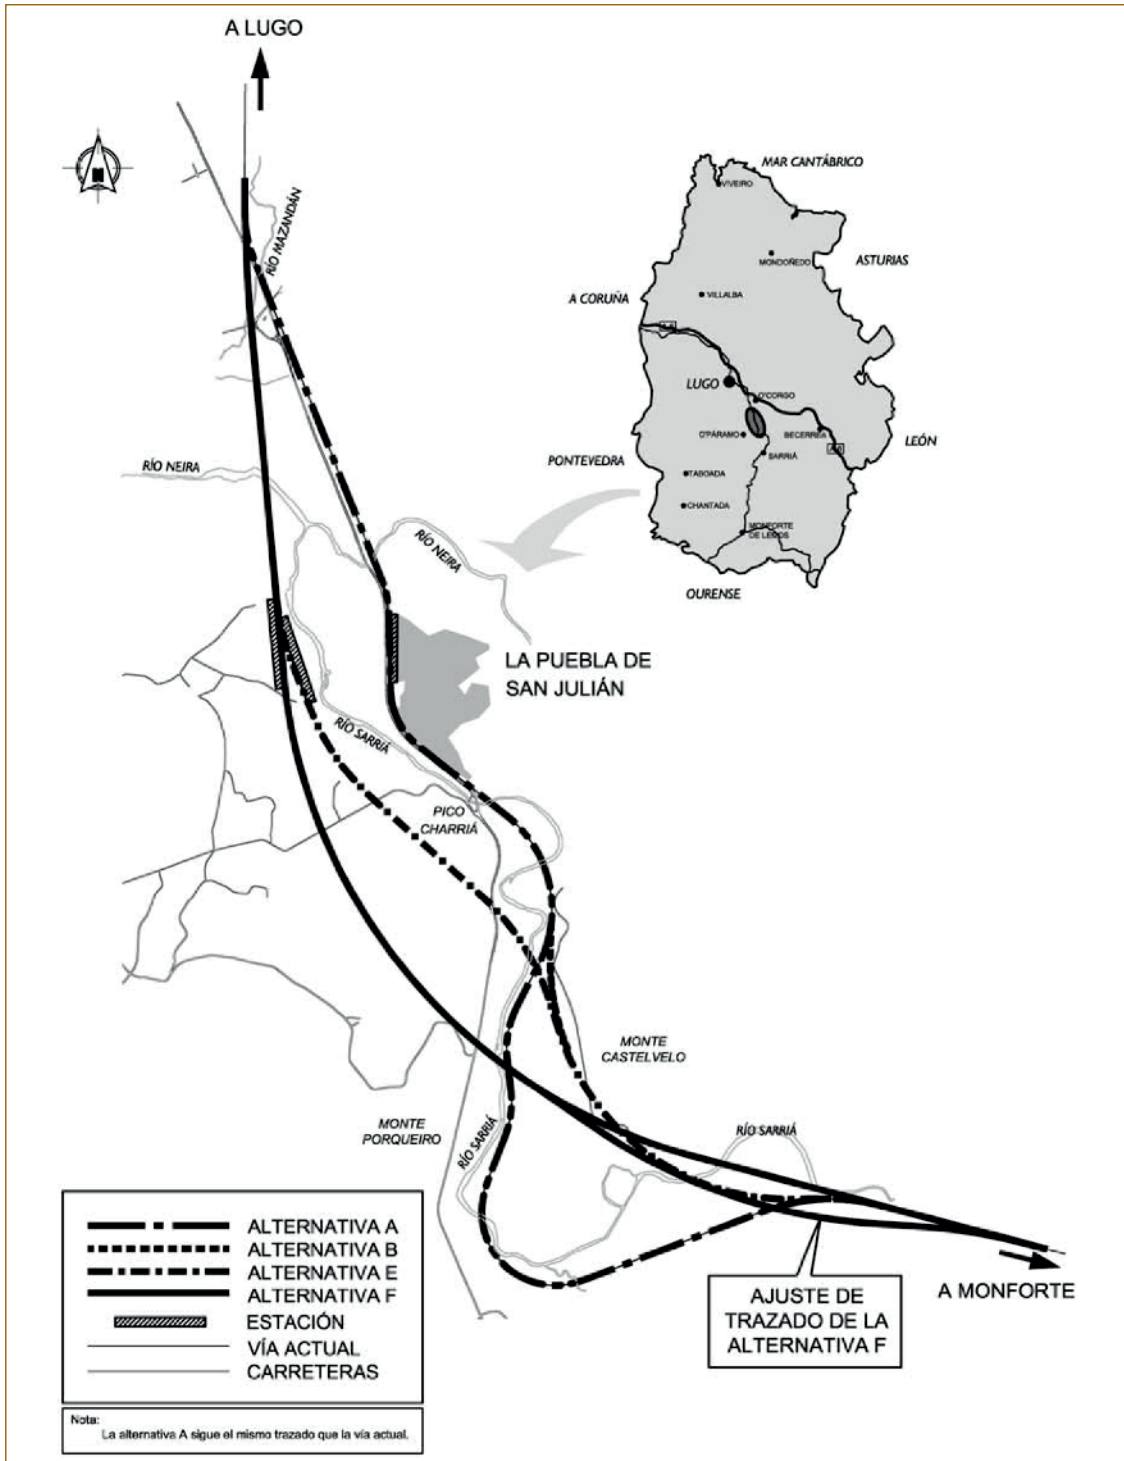 A LUGO
RÍO MAZANDÁN
RÍO NEIRA
RÍO NEIRA
LA PUEBLA DE
SAN JULIÁN
RÍO SARRIÁ
PICO
CHARRIÁ
MONTE
CASTELVELO
MONTE
PORQUEIRO
RÍO SARRIÁ
RÍO SARRIÁ
A MONFORTE
AJUSTE DE
TRAZADO DE LA
ALTERNATIVA F
MAR CANTÁBRICO
VIVEIRO
MONDOÑEDO
ASTURIAS
A CORUÑA
VILLALBA
A-6
LUGO
O'CORGO
O'PÁRAMO
BECERREA
A-6
LEÓN
SARRIÁ
PONTEVEDRA
TABOADA
CHANTADA
MONFORTE
DE LEMOS
OURENSE
ALTERNATIVA A
ALTERNATIVA B
ALTERNATIVA E
ALTERNATIVA F
ESTACIÓN
VÍA ACTUAL
CARRETERAS
Nota:
La alternativa A sigue el mismo trazado que la vía actual.